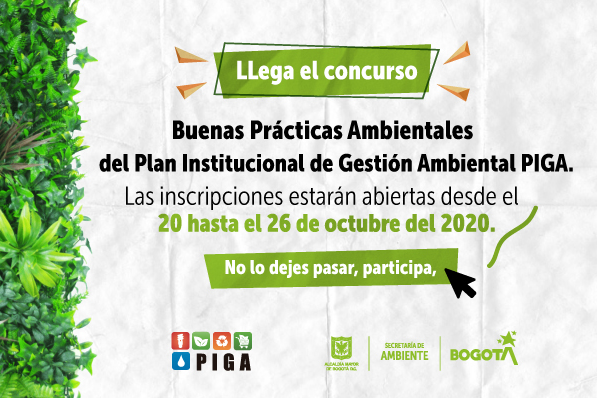 LLega el concurso
Buenas Prácticas Ambientales
del Plan Institucional de Gestión Ambiental PIGA.
Las inscripciones estarán abiertas desde el
20 hasta el 26 de octubre del 2020.
No lo dejes pasar, participa,
PIGA
ALCALDÍA MAYOR
DE BOGOTÁ D.C.
SECRETARÍA DE
AMBIENTE
BOGOTÁ